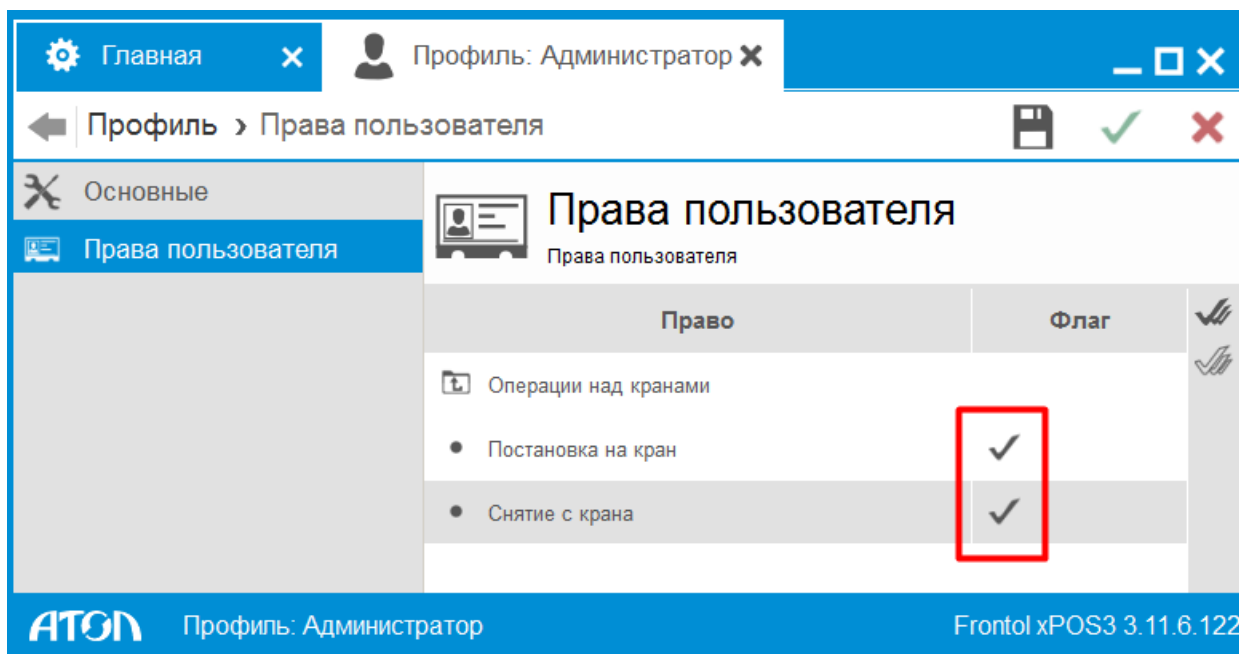 Главная
Профиль: Администратор
Профиль › Права пользователя
Основные
Права пользователя
Права пользователя
Права пользователя
Право Флаг
Операции над кранами
Постановка на кран
Снятие с крана
АТОЛ Профиль: Администратор Frontol xPOS3 3.11.6.122